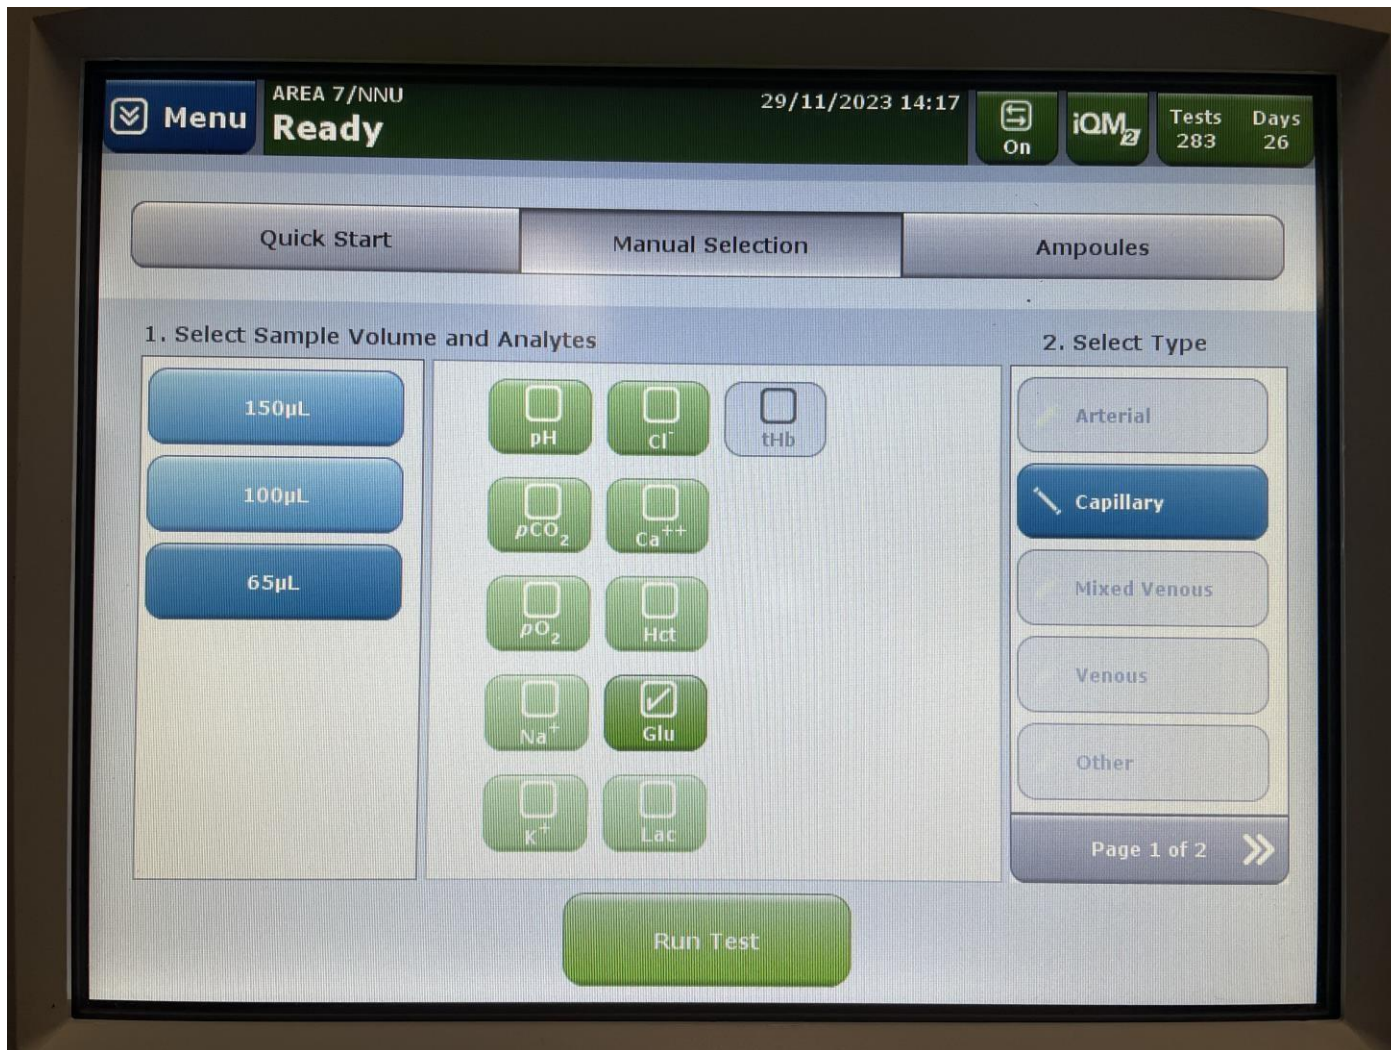 Menu
AREA 7/NNU
Ready
29/11/2023 14:17
On
iQM2
Tests Days
283 26
Quick Start
Manual Selection
Ampoules
1. Select Sample Volume and Analytes
2. Select Type
150µL
100µL
65µL
pH
Cl⁻
tHb
pCO₂
Ca⁺⁺
pO₂
Hct
Na⁺
Glu
K⁺
Lac
Arterial
Capillary
Mixed Venous
Venous
Other
Page 1 of 2
Run Test